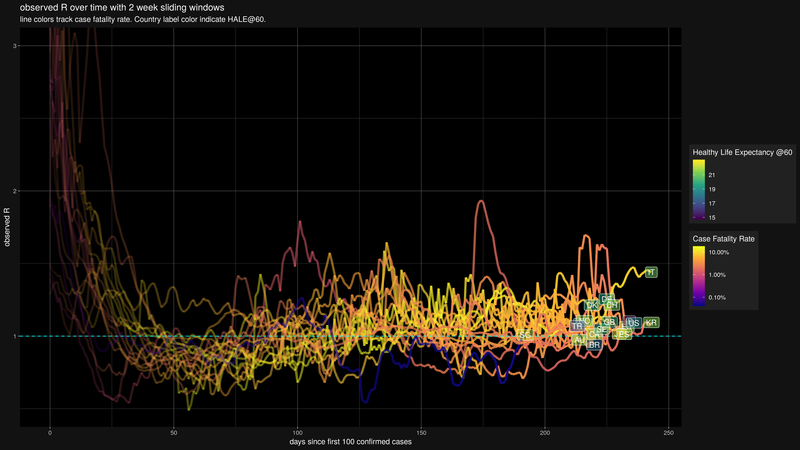 observed R over time with 2 week sliding windows
line colors track case fatality rate. Country label color indicate HALE@60.
3
2
1
observed R
0
50
100
150
200
250
days since first 100 confirmed cases
IT
DE
DK
CH
GB
TR
US
KR
SG
ES
BR
Healthy Life Expectancy @60
21
19
17
15
Case Fatality Rate
10.00%
1.00%
0.10%